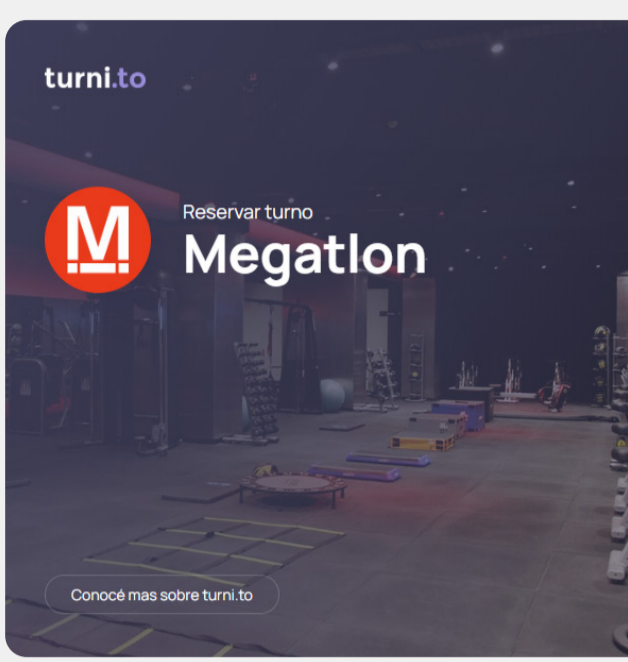 turni.to
M
Reservar turno
Megatlon
Conocé mas sobre turni.to